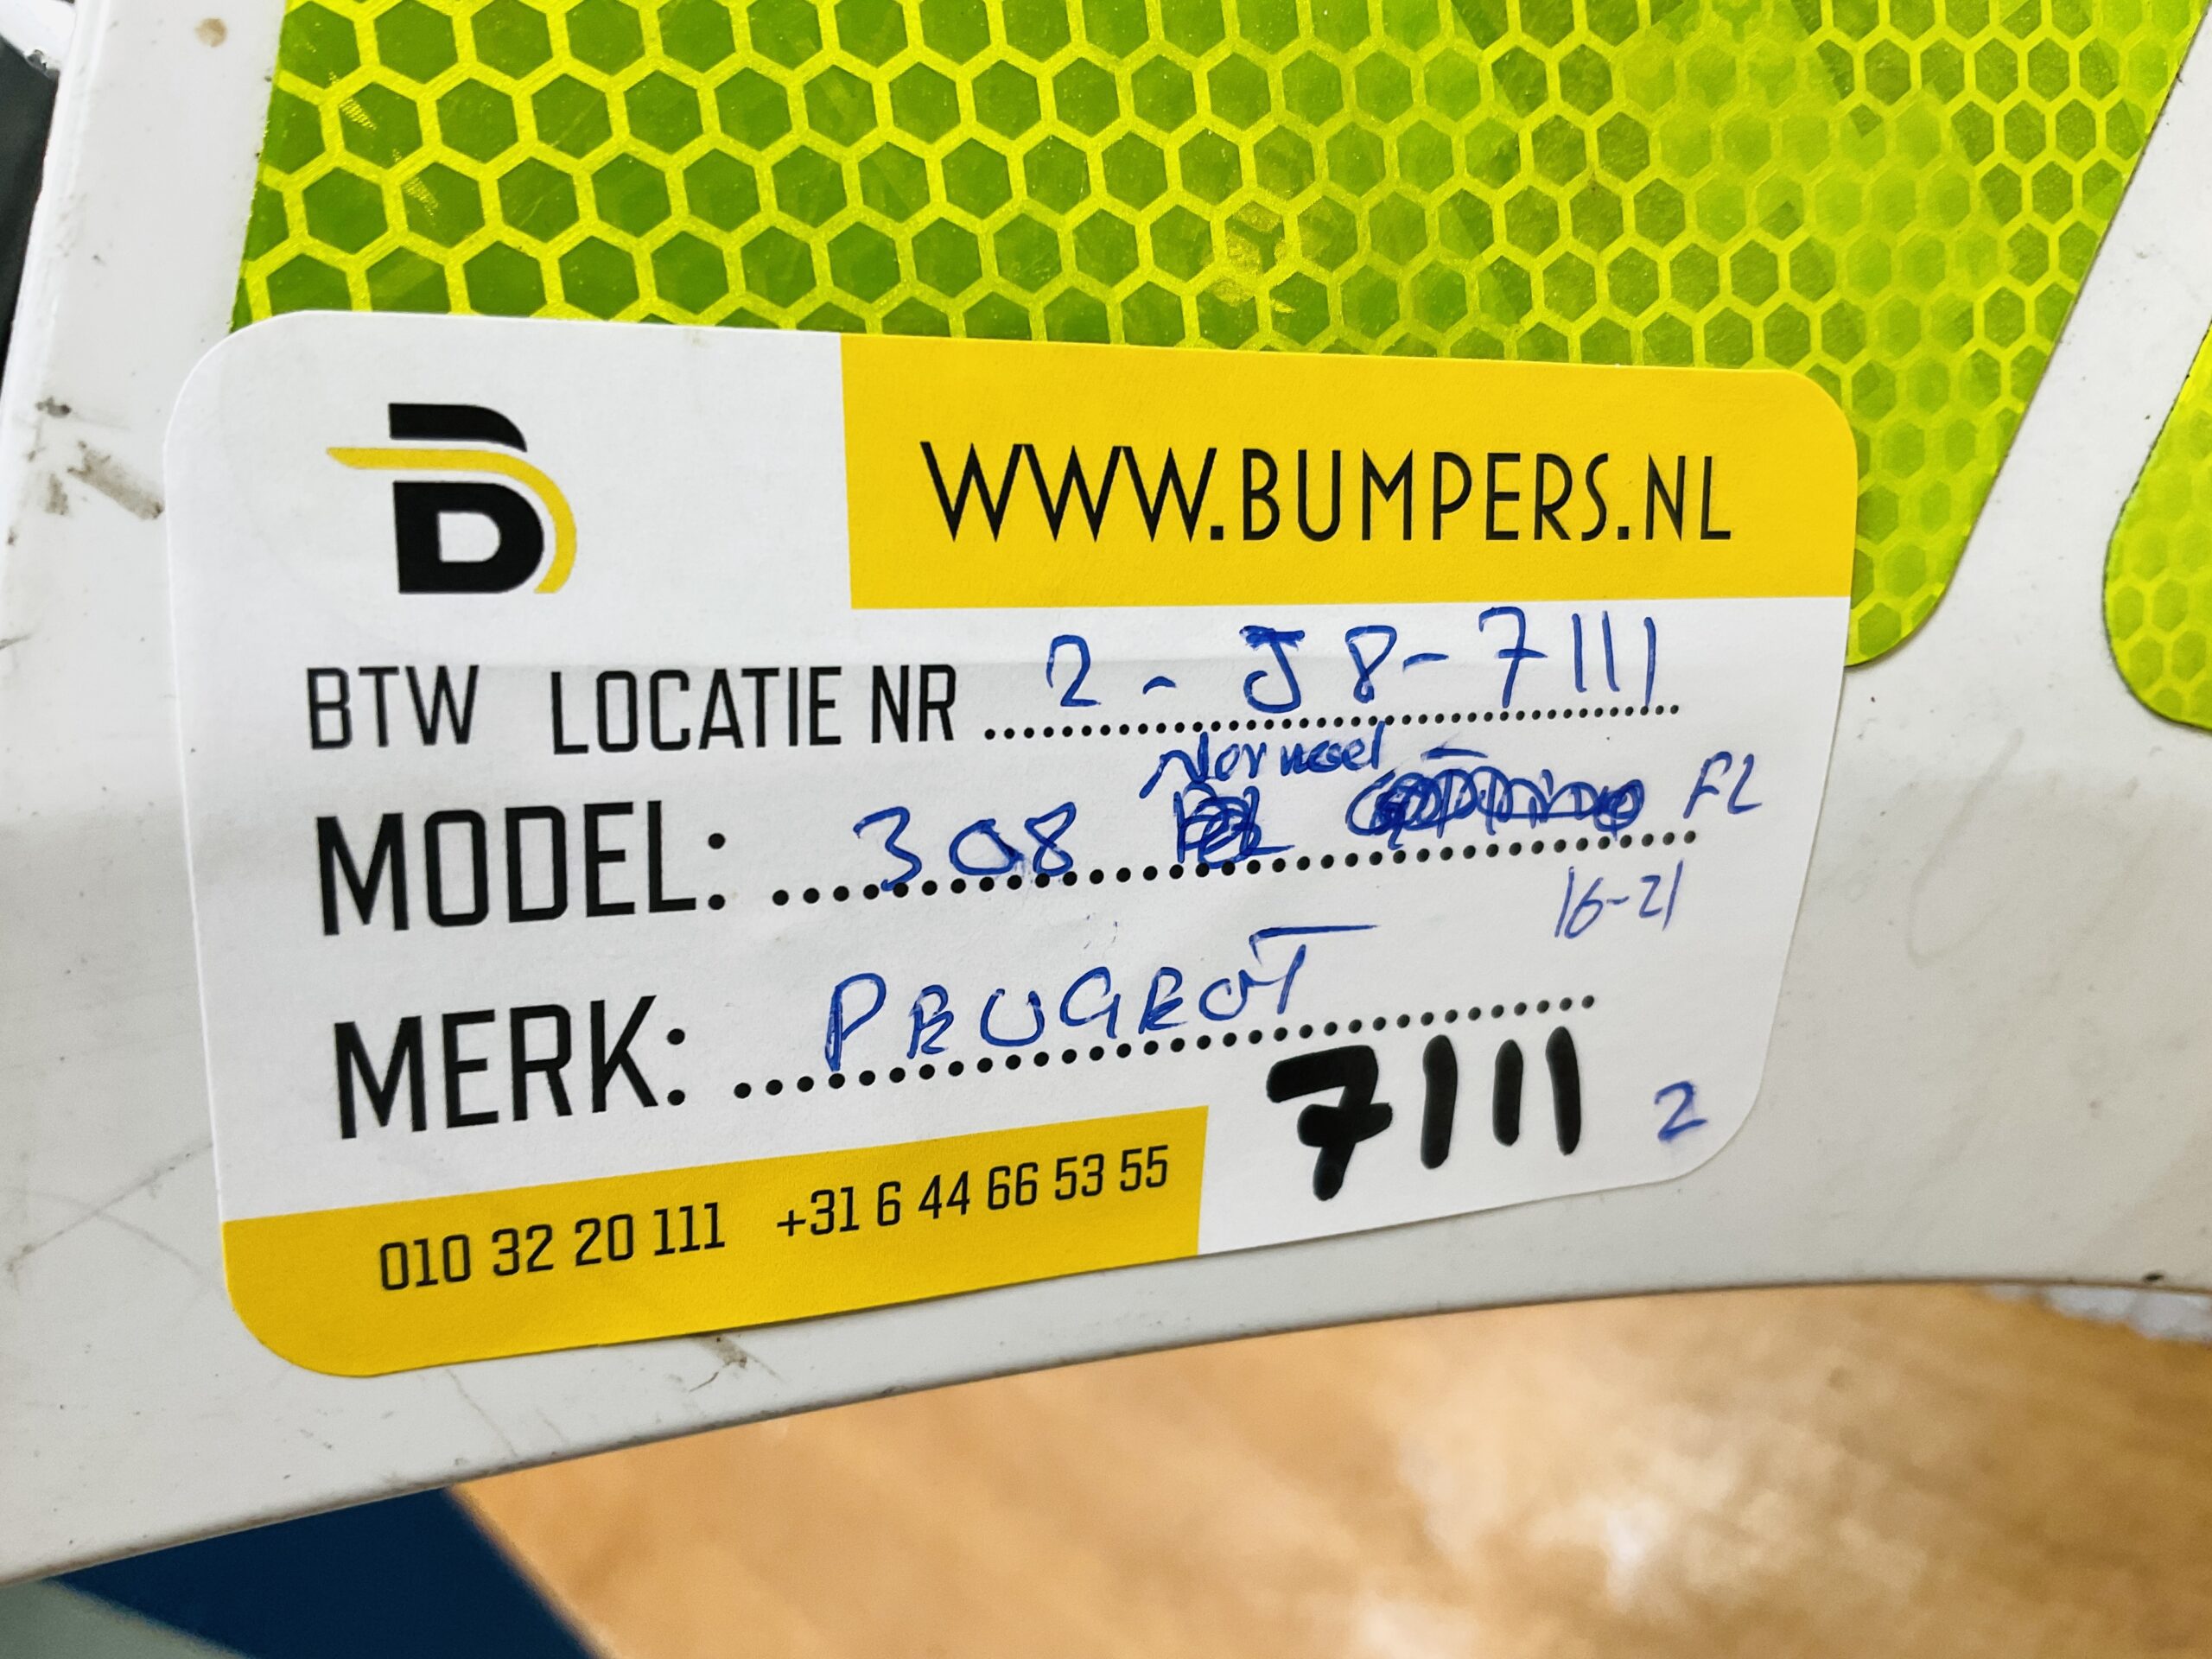 WWW.BUMPERS.NL
BTW LOCATIE NR 2 - J8-7111
Normael
MODEL: 308 FL
16-21
MERK: PEUGEOT
7111 2
010 32 20 111 +31 6 44 66 53 55